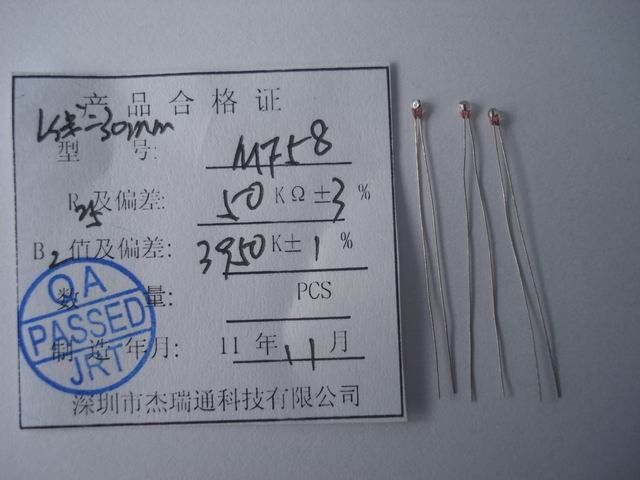 产品合格证
L线=30mm
型 号: MF58
R25及偏差: 50 KΩ ±3 %
B 值及偏差: 3950 K± 1 %
数 量: PCS
QA
PASSED
JRT
制造年月: 11 年 11 月
深圳市杰瑞通科技有限公司